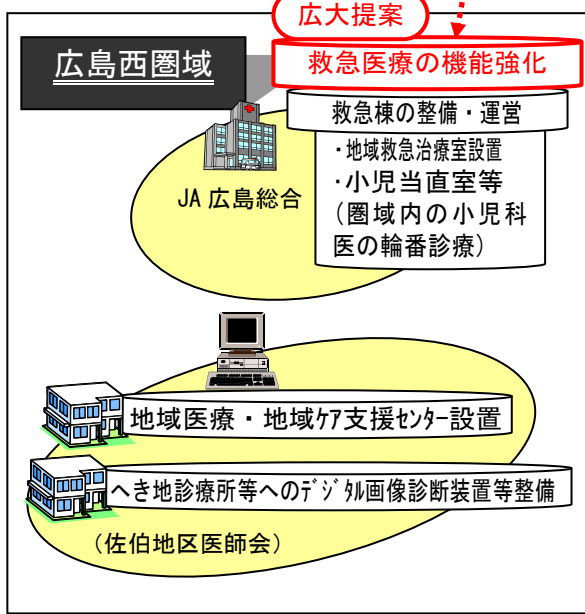 広大提案
広島西圏域
救急医療の機能強化
救急棟の整備・運営
・地域救急治療室設置
・小児当直室等
(圏域内の小児科
医の輪番診療)
JA 広島総合
地域医療・地域ｹｱ支援ｾﾝﾀｰ設置
へき地診療所等へのﾃﾞｼﾞﾀﾙ画像診断装置等整備
(佐伯地区医師会)